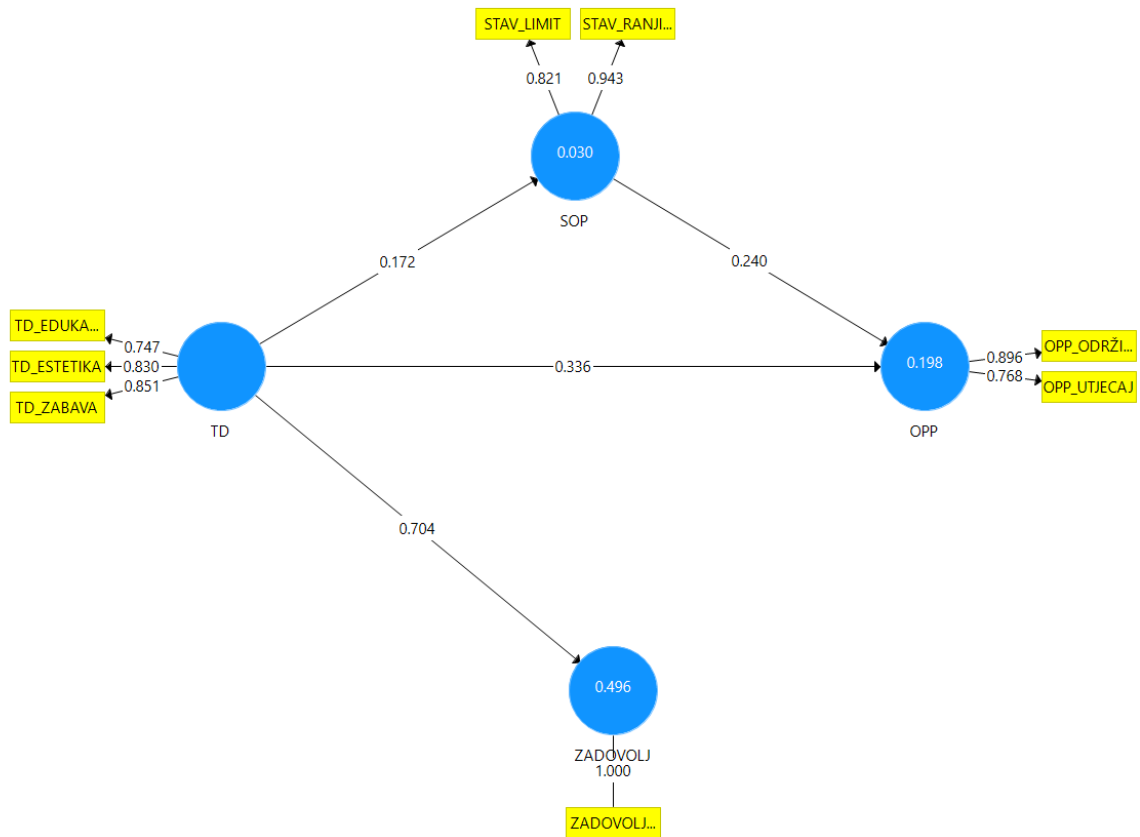 STAV_LIMIT STAV_RANJI...
0.821 0.943
0.030
SOP
0.172 0.240
TD_EDUKA...
0.747
TD_ESTETIKA 0.830
0.851
TD_ZABAVA
TD
0.336
0.198
OPP
0.896 OPP_ODRŽI...
0.768 OPP_UTJECAJ
0.704
0.496
ZADOVOLJ
1.000
ZADOVOLJ...